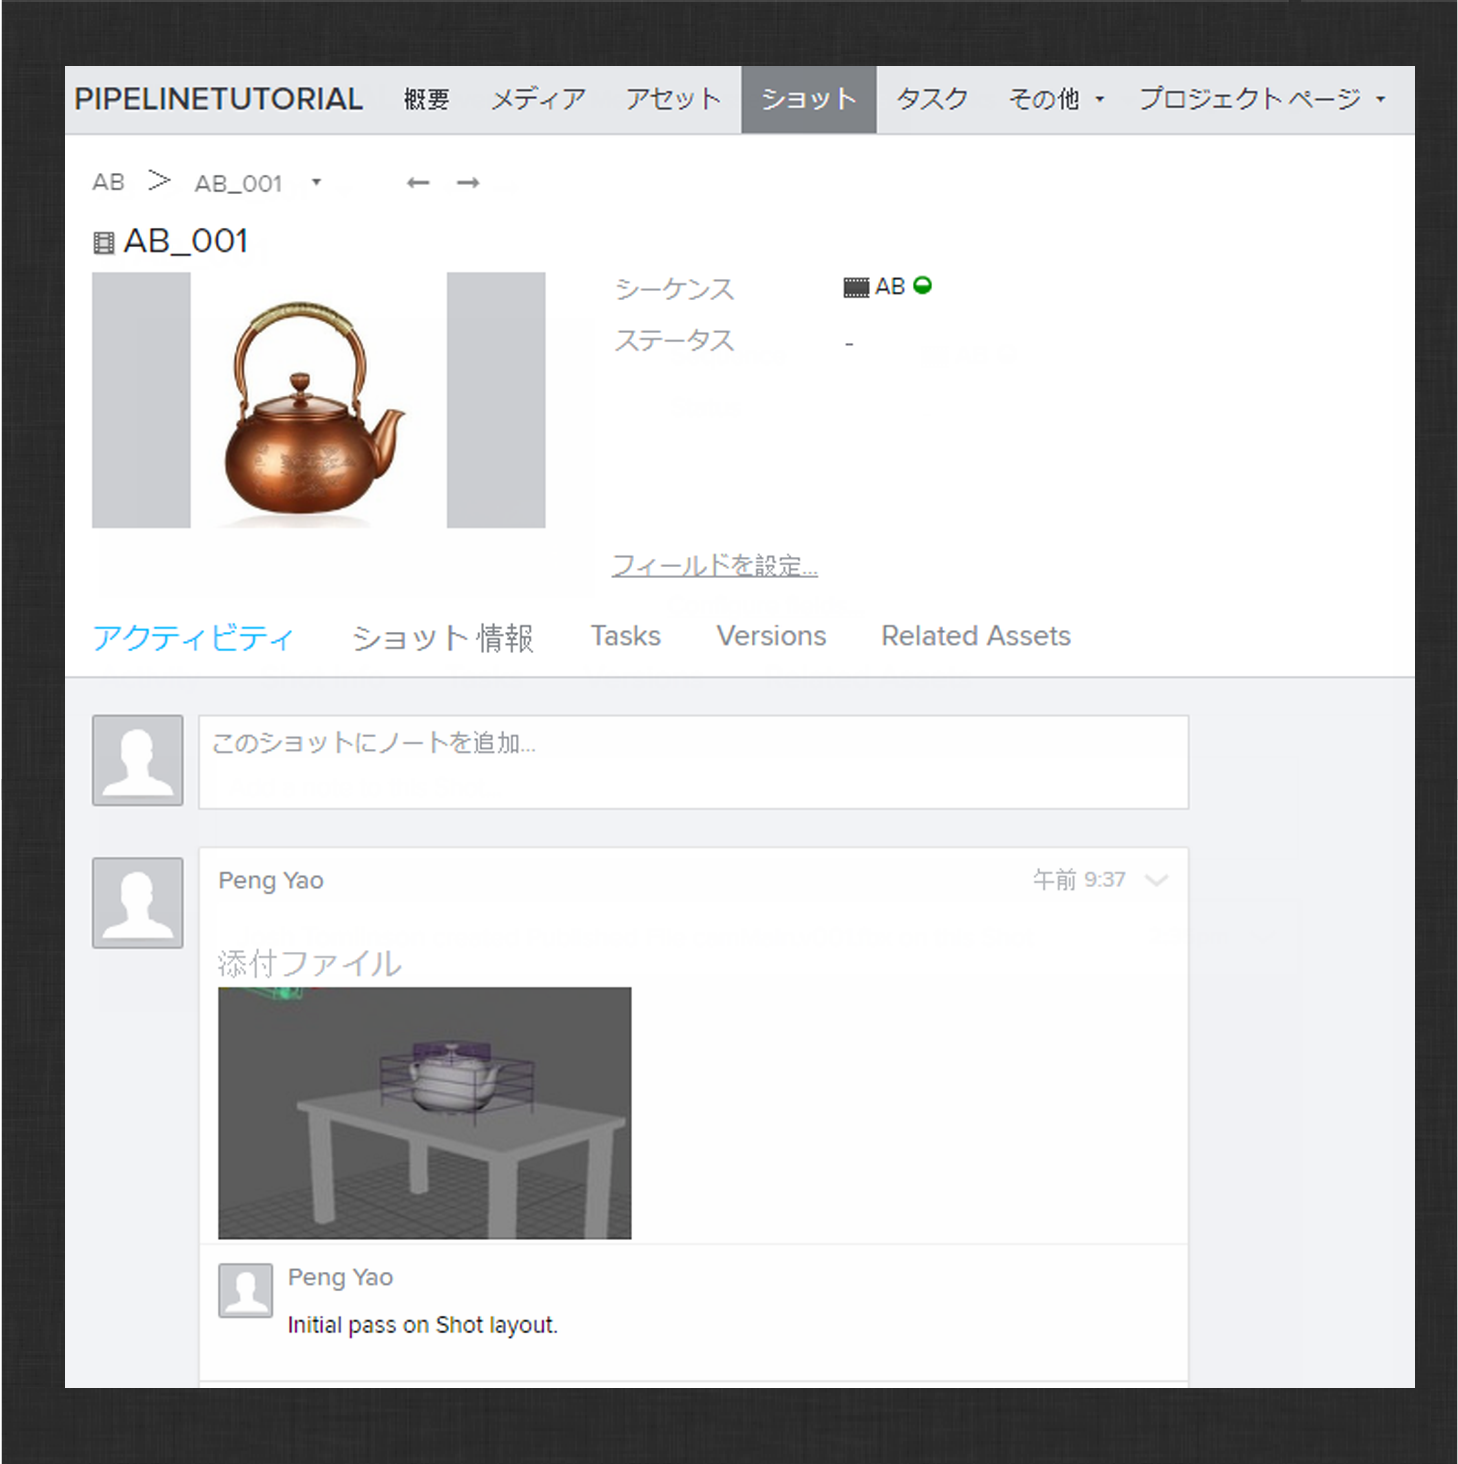 PIPELINETUTORIAL 概要 メディア アセット ショット タスク その他 プロジェクト ページ
AB > AB_001
AB_001
シーケンス AB
ステータス -
フィールドを設定...
アクティビティ ショット 情報 Tasks Versions Related Assets
このショットにノートを追加...
Peng Yao 午前 9:37
添付ファイル
Peng Yao
Initial pass on Shot layout.